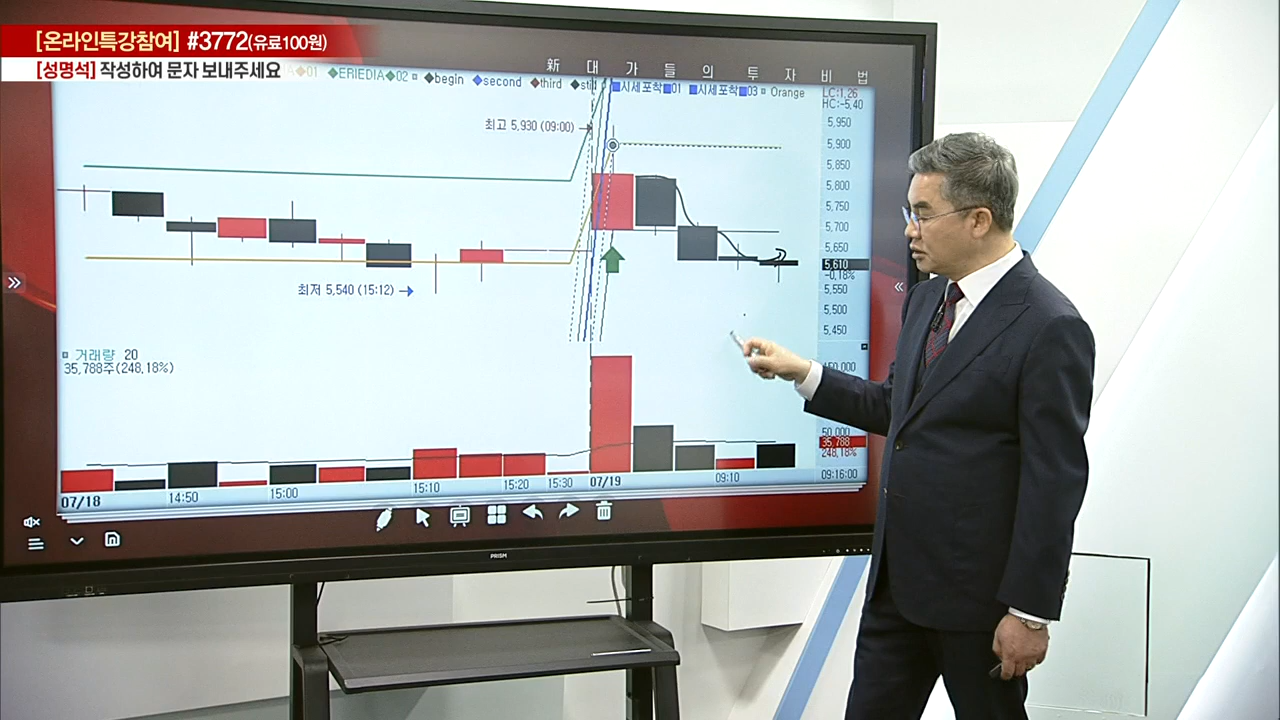 [온라인특강참여] #3772(유료100원)
[성명석] 작성하여 문자 보내주세요
新 대 가 들 의 투 자 비 법
01 ◆ERIEDIA◆02 ◆begin ◆second ◆third 시세포착 01 시세포착 03 Orange
LC:1,26
HC:-5,40
최고 5,930 (09:00)
5,950
5,900
5,850
5,800
5,750
5,700
5,650
5,610
-0,18%
5,550
5,500
5,450
최저 5,540 (15:12)
거래량 20
35,788주(248,18%)
50,000
35,788
248,18%
07/18 14:50 15:00 15:10 15:20 15:30 07/19 09:10 09:16:00
PRISM